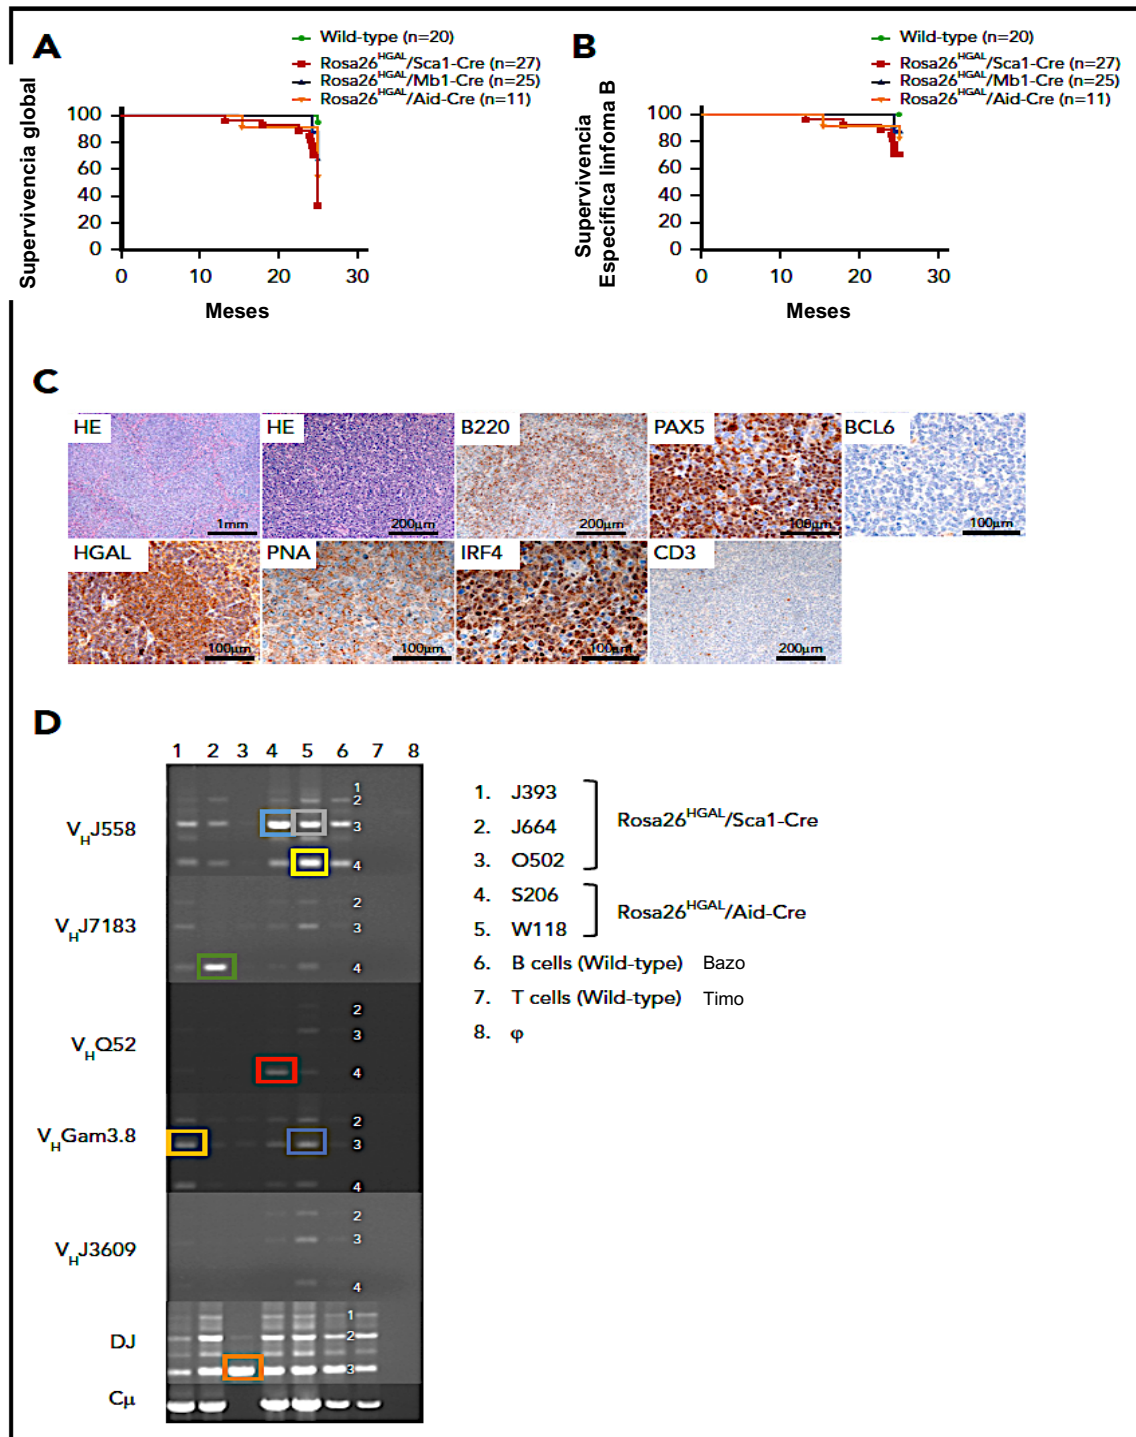 A
Wild-type (n=20)
Rosa26HGAL/Sca1-Cre (n=27)
Rosa26HGAL/Mb1-Cre (n=25)
Rosa26HGAL/Aid-Cre (n=11)
Supervivencia global
100
80
60
40
20
0
0 10 20 30
Meses
B
Wild-type (n=20)
Rosa26HGAL/Sca1-Cre (n=27)
Rosa26HGAL/Mb1-Cre (n=25)
Rosa26HGAL/Aid-Cre (n=11)
Supervivencia
Específica linfoma B
100
80
60
40
20
0
0 10 20 30
Meses
C
HE 1mm
HE 200µm
B220 200µm
PAX5 100µm
BCL6 100µm
HGAL 100µm
PNA 100µm
IRF4 100µm
CD3 200µm
D
1 2 3 4 5 6 7 8
VHJ558
1
2
3
4
VHJ7183
2
3
4
VHQ52
2
3
4
VHGam3.8
2
3
4
VHJ3609
2
3
4
DJ
1
2
3
Cµ
1. J393
2. J664
3. O502
Rosa26HGAL/Sca1-Cre
4. S206
5. W118
Rosa26HGAL/Aid-Cre
6. B cells (Wild-type) Bazo
7. T cells (Wild-type) Timo
8. φ